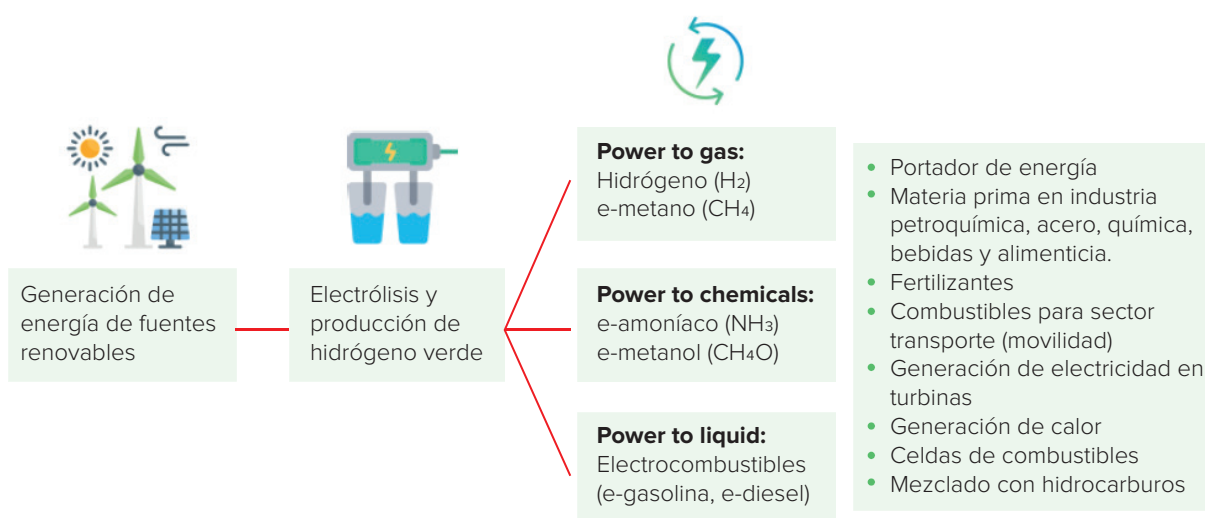 Generación de
energía de fuentes
renovables
Electrólisis y
producción de
hidrógeno verde
Power to gas:
Hidrógeno (H₂)
e-metano (CH₄)
Power to chemicals:
e-amoníaco (NH₃)
e-metanol (CH₄O)
Power to liquid:
Electrocombustibles
(e-gasolina, e-diesel)
• Portador de energía
• Materia prima en industria
petroquímica, acero, química,
bebidas y alimenticia.
• Fertilizantes
• Combustibles para sector
transporte (movilidad)
• Generación de electricidad en
turbinas
• Generación de calor
• Celdas de combustibles
• Mezclado con hidrocarburos